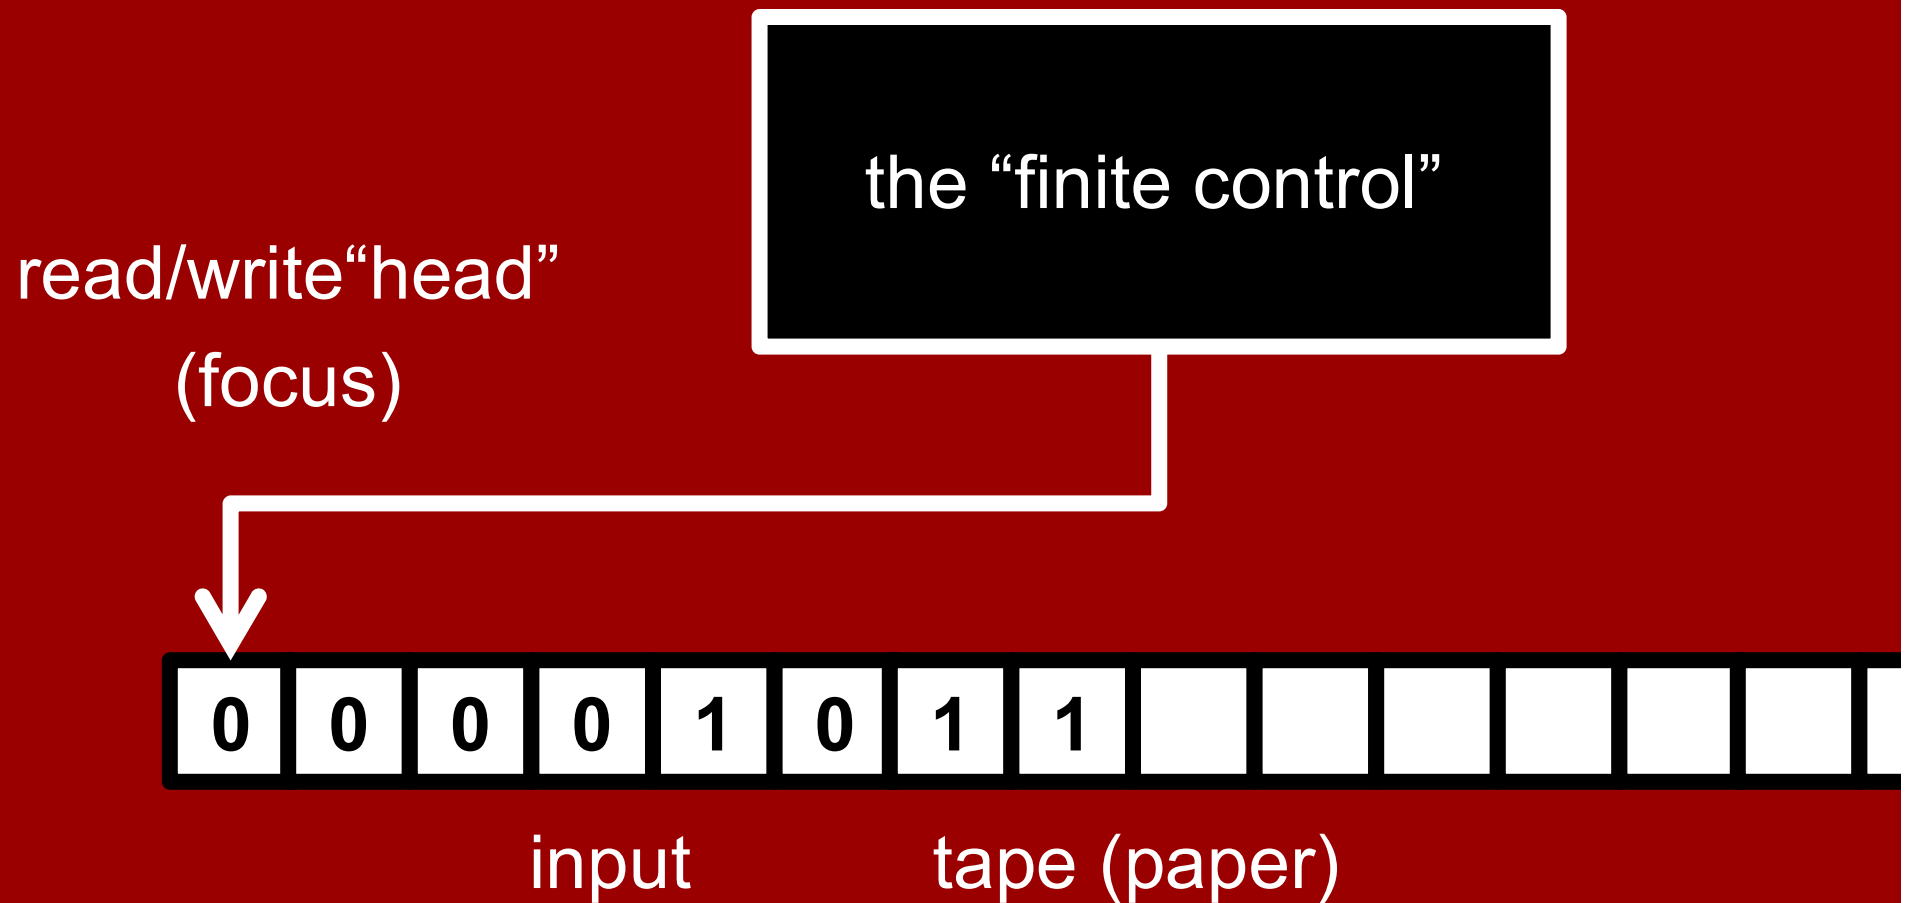 the “finite control”
read/write“head”
(focus)
0 0 0 0 1 0 1 1
input tape (paper)